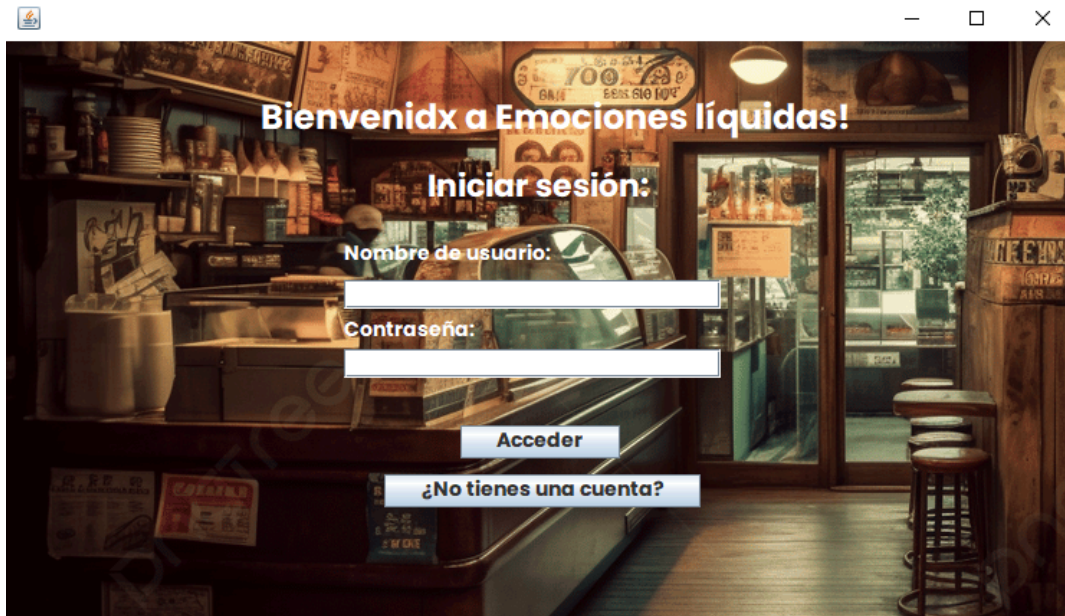 Bienvenidx a Emociones líquidas!
Iniciar sesión:
Nombre de usuario:
Contraseña:
Acceder
¿No tienes una cuenta?